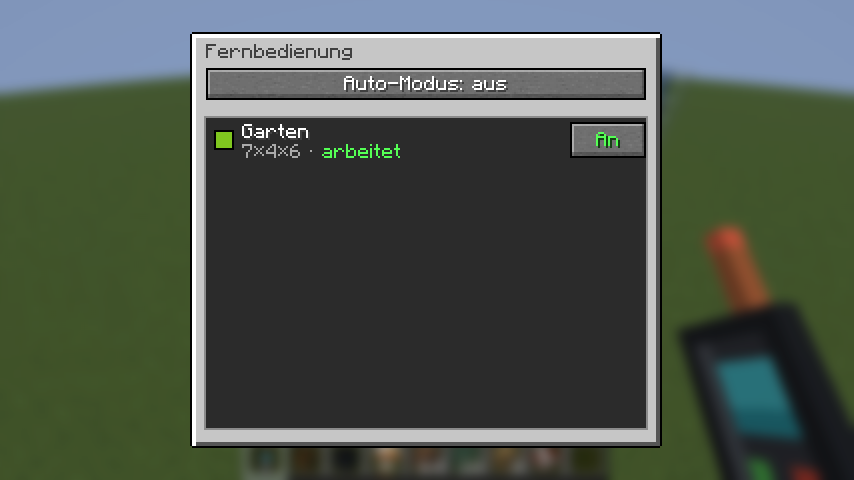 Fernbedienung
Auto-Modus: aus
Garten
An
7×4×6 · arbeitet